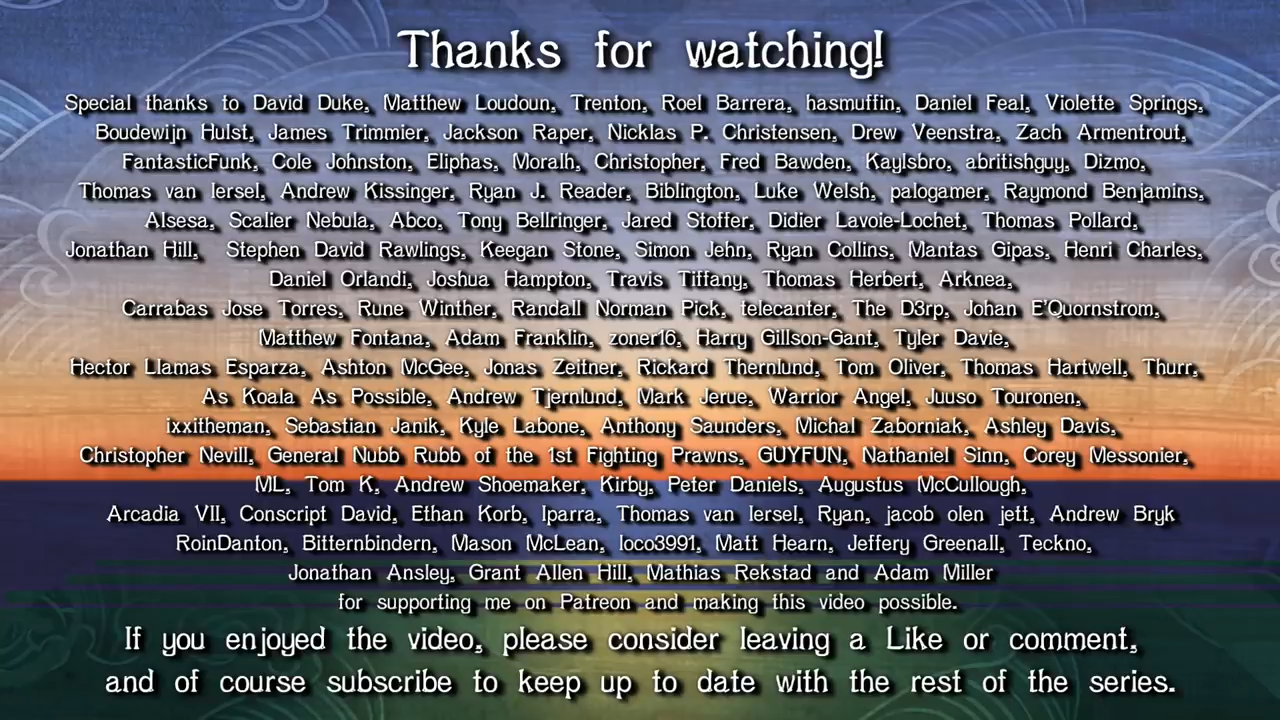 Thanks for watching!
Special thanks to David Duke, Matthew Loudoun, Trenton, Roel Barrera, hasmuffin, Daniel Feal, Violette Springs,
Boudewijn Hulst, James Trimmier, Jackson Raper, Nicklas P. Christensen, Drew Veenstra, Zach Armentrout,
FantasticFunk, Cole Johnston, Eliphas, Moralh, Christopher, Fred Bawden, Kaylsbro, abritishguy, Dizmo,
Thomas van Iersel, Andrew Kissinger, Ryan J. Reader, Biblington, Luke Welsh, palogamer, Raymond Benjamins,
Alsesa, Scalier Nebula, Abco, Tony Bellringer, Jared Stoffer, Didier Lavoie-Lochet, Thomas Pollard,
Jonathan Hill, Stephen David Rawlings, Keegan Stone, Simon Jehn, Ryan Collins, Mantas Gipas, Henri Charles,
Daniel Orlandi, Joshua Hampton, Travis Tiffany, Thomas Herbert, Arknea,
Carrabas Jose Torres, Rune Winther, Randall Norman Pick, telecanter, The D3rp, Johan E'Quornstrom,
Matthew Fontana, Adam Franklin, zoner16, Harry Gillson-Gant, Tyler Davie,
Hector Llamas Esparza, Ashton McGee, Jonas Zeitner, Rickard Thernlund, Tom Oliver, Thomas Hartwell, Thurr,
As Koala As Possible, Andrew Tjernlund, Mark Jerue, Warrior Angel, Juuso Touronen,
ixxitheman, Sebastian Janik, Kyle Labone, Anthony Saunders, Michal Zaborniak, Ashley Davis,
Christopher Nevill, General Nubb Rubb of the 1st Fighting Prawns, GUYFUN, Nathaniel Sinn, Corey Messonier,
ML, Tom K, Andrew Shoemaker, Kirby, Peter Daniels, Augustus McCullough,
Arcadia VII, Conscript David, Ethan Korb, Iparra, Thomas van Iersel, Ryan, jacob olen jett, Andrew Bryk
RoinDanton, Bitternbindern, Mason McLean, loco3991, Matt Hearn, Jeffery Greenall, Teckno,
Jonathan Ansley, Grant Allen Hill, Mathias Rekstad and Adam Miller
for supporting me on Patreon and making this video possible.
If you enjoyed the video, please consider leaving a Like or comment,
and of course subscribe to keep up to date with the rest of the series.